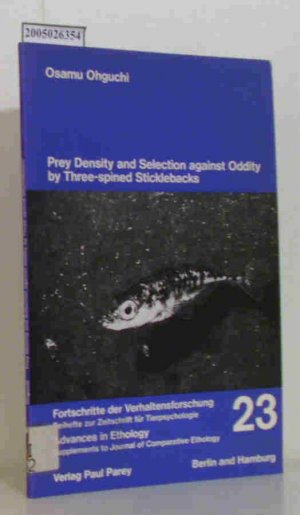 2005026354
Osamu Ohguchi
Prey Density and Selection against Oddity
by Three-spined Sticklebacks
Fortschritte der Verhaltensforschung
Beihefte zur Zeitschrift für Tierpsychologie
23
Advances in Ethology
Supplements to Journal of Comparative Ethology
Verlag Paul Parey
Berlin and Hamburg